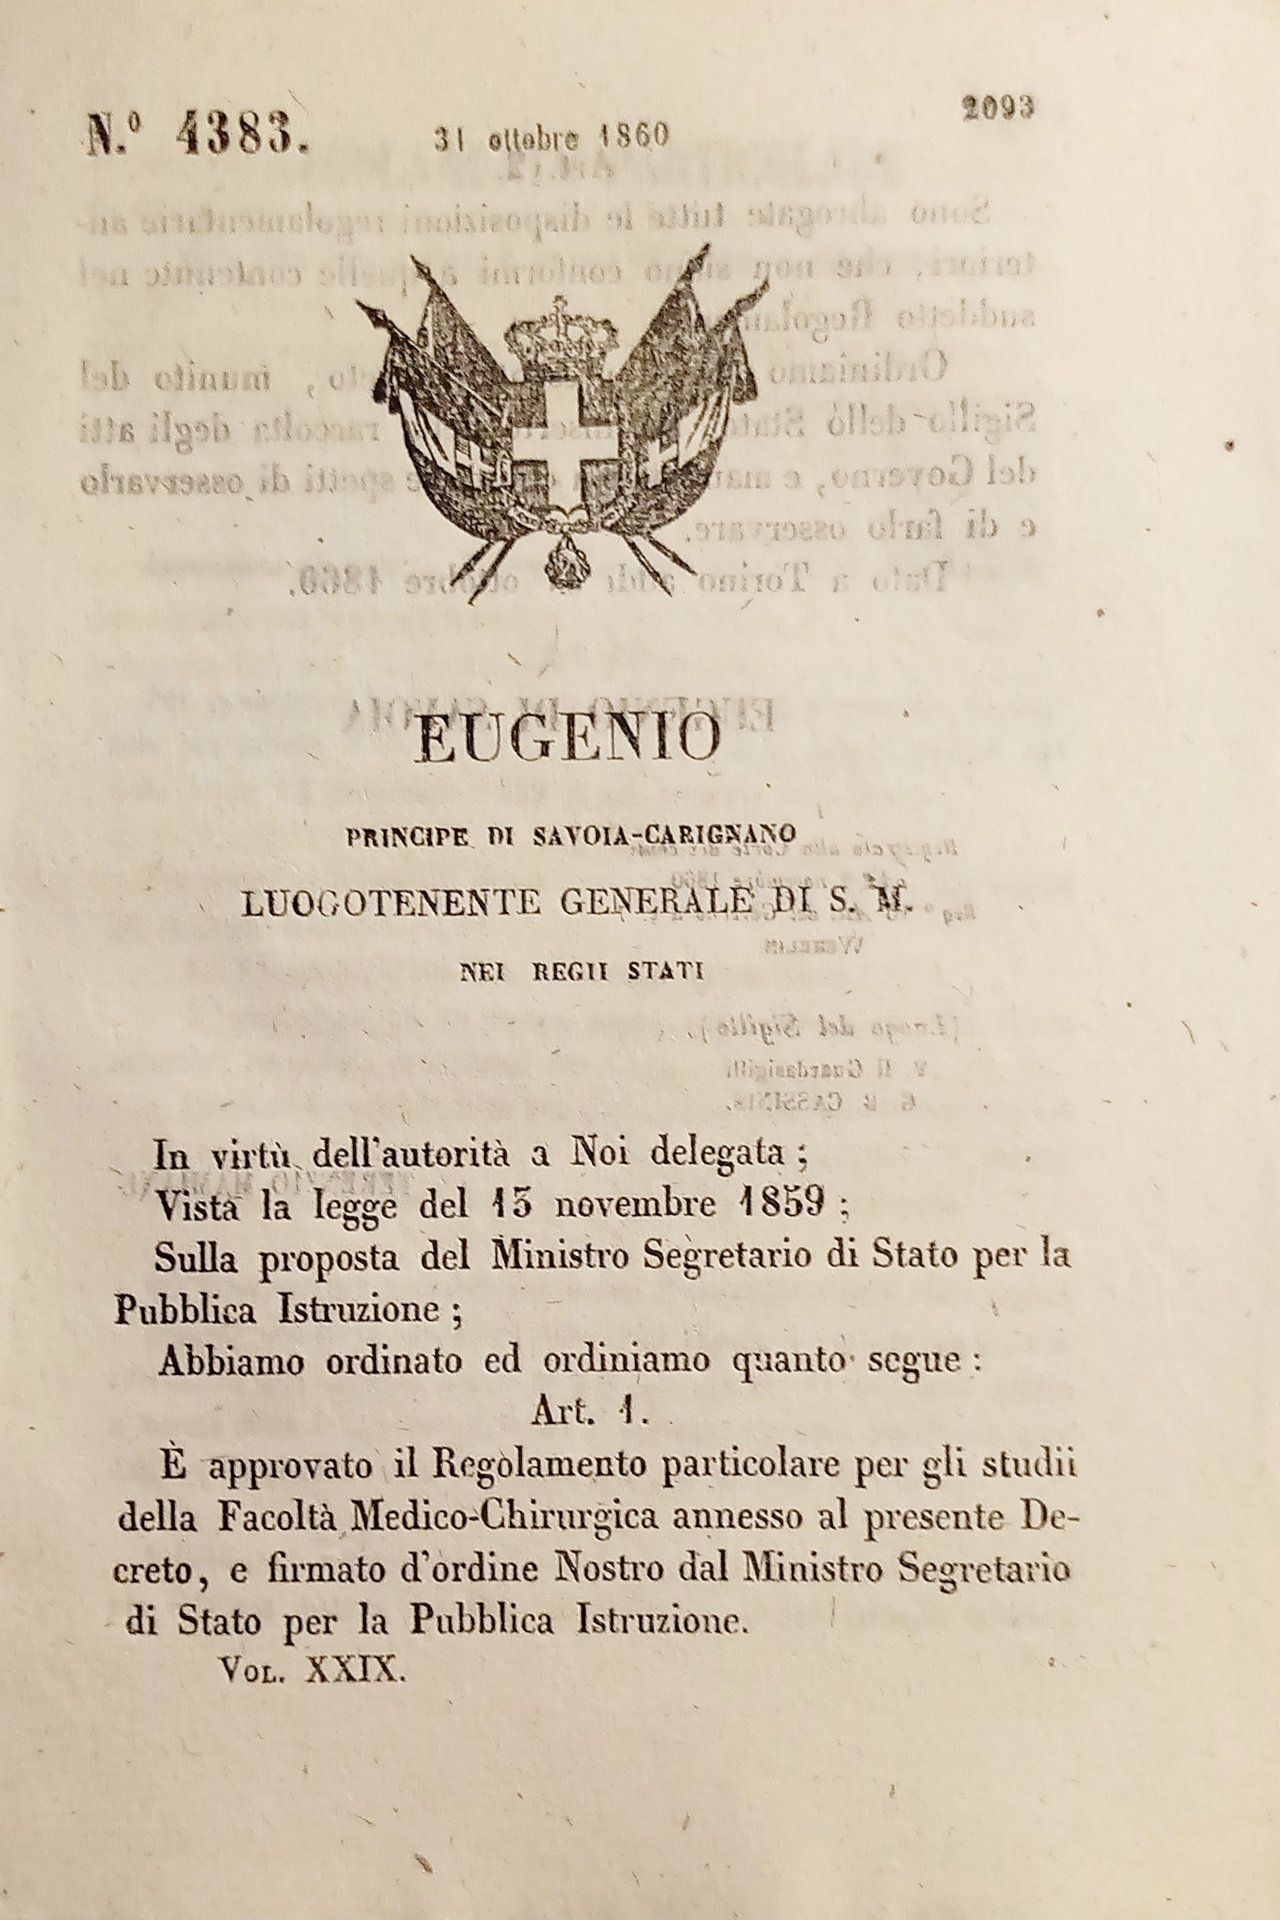 N.º 4383.
31 ottobre 1860
2093
EUGENIO
PRINCIPE DI SAVOIA-CARIGNANO
LUOGOTENENTE GENERALE DI S. M.
NEI REGII STATI
In virtù dell'autorità a Noi delegata ;
Vista la legge del 13 novembre 1859 ;
Sulla proposta del Ministro Segretario di Stato per la
Pubblica Istruzione ;
Abbiamo ordinato ed ordiniamo quanto segue :
Art. 1.
È approvato il Regolamento particolare per gli studii
della Facoltà Medico-Chirurgica annesso al presente De-
creto, e firmato d'ordine Nostro dal Ministro Segretario
di Stato per la Pubblica Istruzione.
VOL. XXIX.